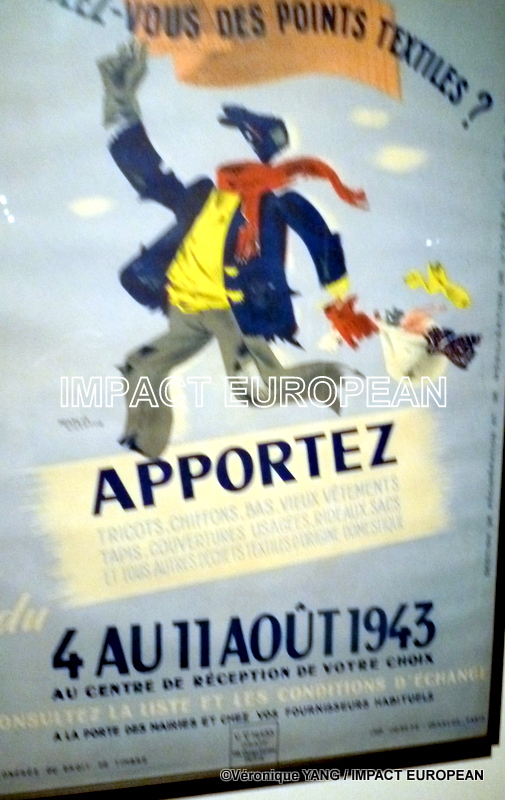 -VOUS DES POINTS TEXTILES ?
IMPACT EUROPEAN
APPORTEZ
TRICOTS, CHIFFONS, BAS, VIEUX VÊTEMENTS
TAPIS, COUVERTURES USAGÉES, RIDEAUX, SACS
ET TOUS AUTRES DÉCHETS TEXTILES D'ORIGINE DOMESTIQUE
du
4 AU 11 AOÛT 1943
AU CENTRE DE RÉCEPTION DE VOTRE CHOIX
ONSULTEZ LA LISTE ET LES CONDITIONS D'ÉCHANGE
A LA PORTE DES MAIRIES ET CHEZ VOS FOURNISSEURS HABITUELS
©Véronique YANG / IMPACT EUROPEAN